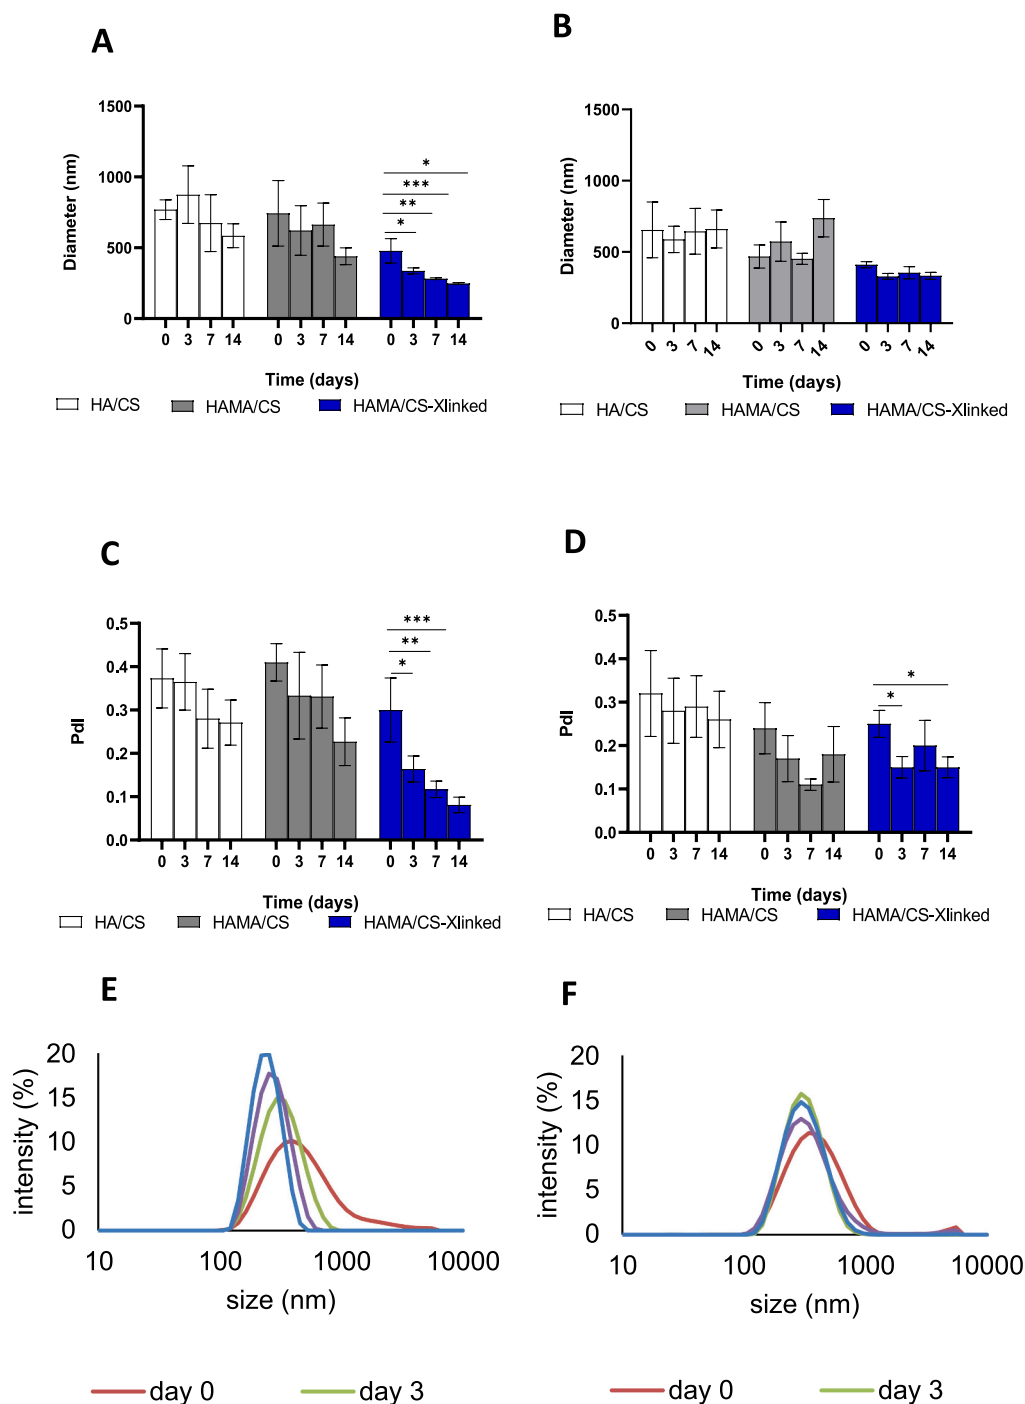 A
B
1500
1000
500
0
Diameter (nm)
*
***
**
*
0 3 7 14 0 3 7 14 0 3 7 14
Time (days)
HA/CS HAMA/CS HAMA/CS-Xlinked
1500
1000
500
0
Diameter (nm)
0 3 7 14 0 3 7 14 0 3 7 14
Time (days)
HA/CS HAMA/CS HAMA/CS-Xlinked
C
D
0.5
0.4
0.3
0.2
0.1
0.0
PdI
***
**
*
0 3 7 14 0 3 7 14 0 3 7 14
Time (days)
HA/CS HAMA/CS HAMA/CS-Xlinked
0.5
0.4
0.3
0.2
0.1
0.0
PdI
*
*
0 3 7 14 0 3 7 14 0 3 7 14
Time (days)
HA/CS HAMA/CS HAMA/CS-Xlinked
E
F
20
15
10
5
0
intensity (%)
10 100 1000 10000
size (nm)
day 0 day 3
20
15
10
5
0
intensity (%)
10 100 1000 10000
size (nm)
day 0 day 3